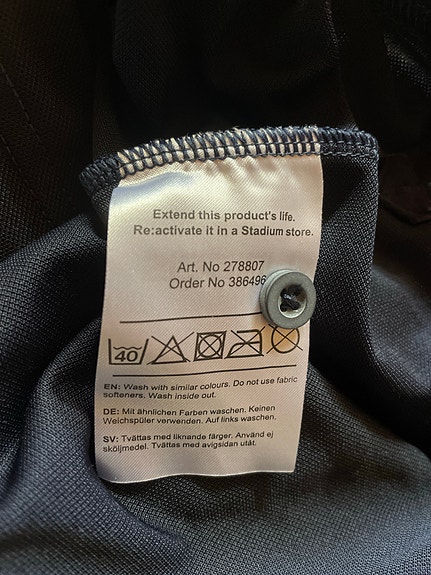 Extend this product's life.
Re:activate it in a Stadium store.
Art. No 278807
Order No 386496
40
EN: Wash with similar colours. Do not use fabric
softeners. Wash inside out.
DE: Mit ähnlichen Farben waschen. Keinen
Weichspüler verwenden. Auf links waschen.
SV: Tvättas med liknande färger. Använd ej
sköljmedel. Tvättas med avigsidan utåt.